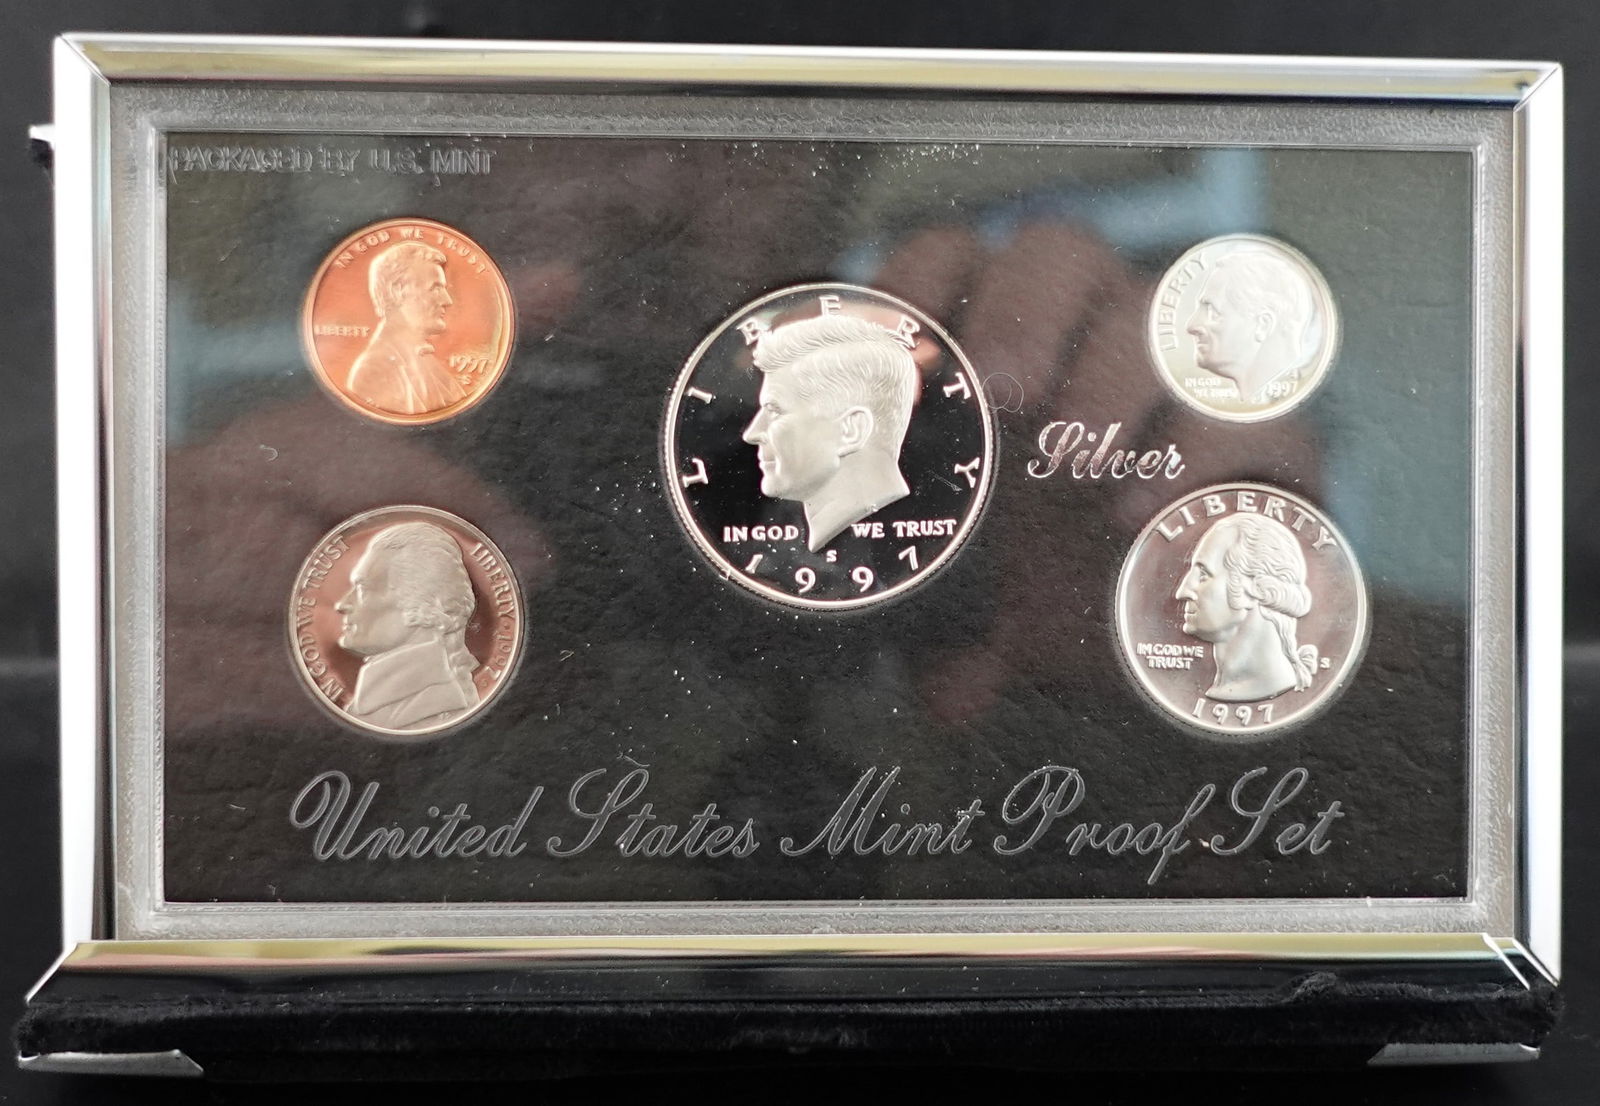 PACKAGED BY U.S. MINT
IN GOD WE TRUST
LIBERTY
1997
S
LIBERTY
IN GOD WE TRUST
S
1997
LIBERTY
IN GOD
WE TRUST
1997
Silver
IN GOD WE TRUST
LIBERTY · 1997
LIBERTY
IN GOD WE
TRUST
S
1997
United States Mint Proof Set